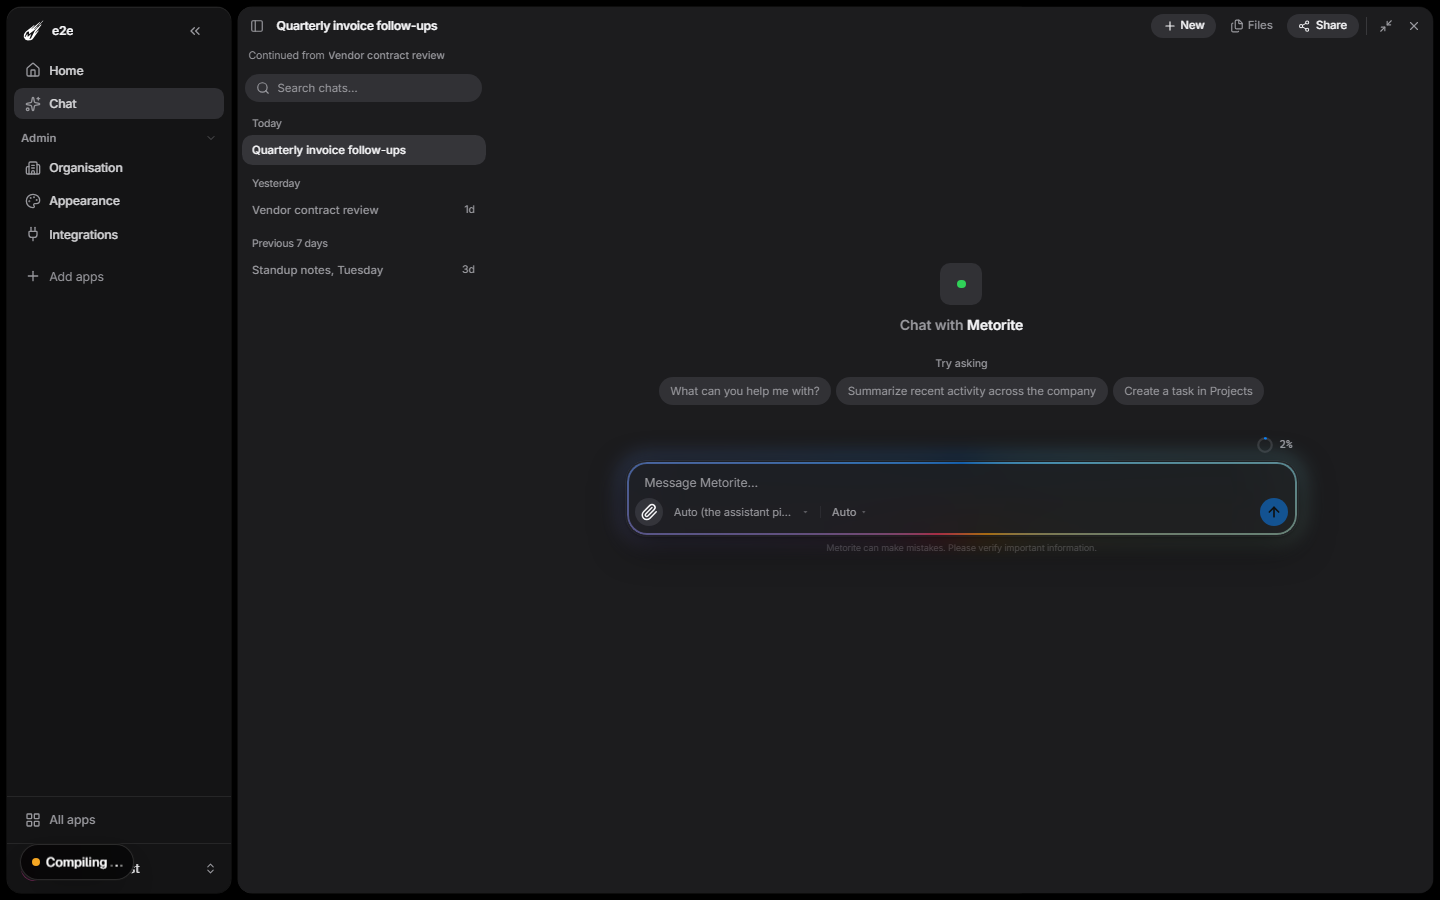 e2e
Home
Chat
Admin
Organisation
Appearance
Integrations
Add apps
All apps
Compiling ...
st
Quarterly invoice follow-ups
New
Files
Share
Continued from Vendor contract review
Search chats...
Today
Quarterly invoice follow-ups
Yesterday
Vendor contract review 1d
Previous 7 days
Standup notes, Tuesday 3d
Chat with Metorite
Try asking
What can you help me with?
Summarize recent activity across the company
Create a task in Projects
2%
Message Metorite...
Auto (the assistant pi...
Auto
Metorite can make mistakes. Please verify important information.